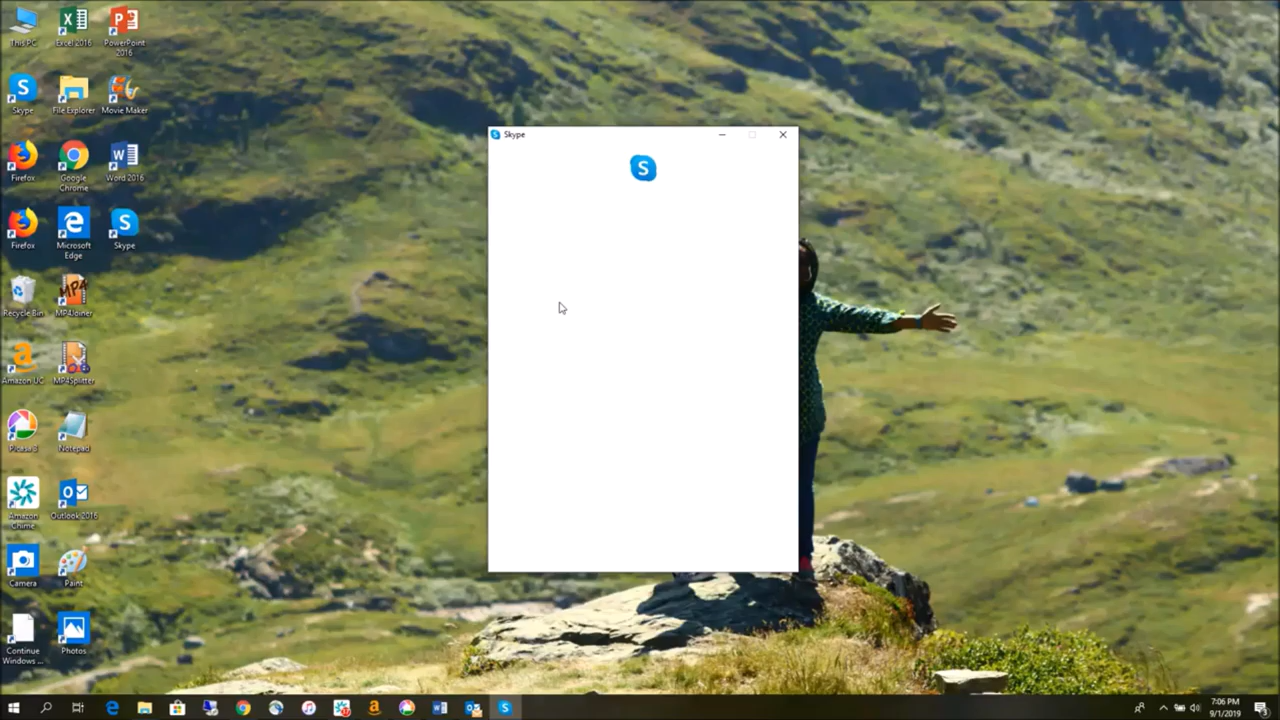 This PC
Excel 2016
PowerPoint
2016
Skype
File Explorer
Movie Maker
Firefox
Google
Chrome
Word 2016
Firefox
Microsoft
Edge
Skype
Recycle Bin
MP4Joiner
Amazon UC
MP4Splitter
Picasa 3
Notepad
Amazon
Chime
Outlook 2016
Camera
Paint
Continue
Windows ...
Photos
Skype
S
7:06 PM
9/1/2019